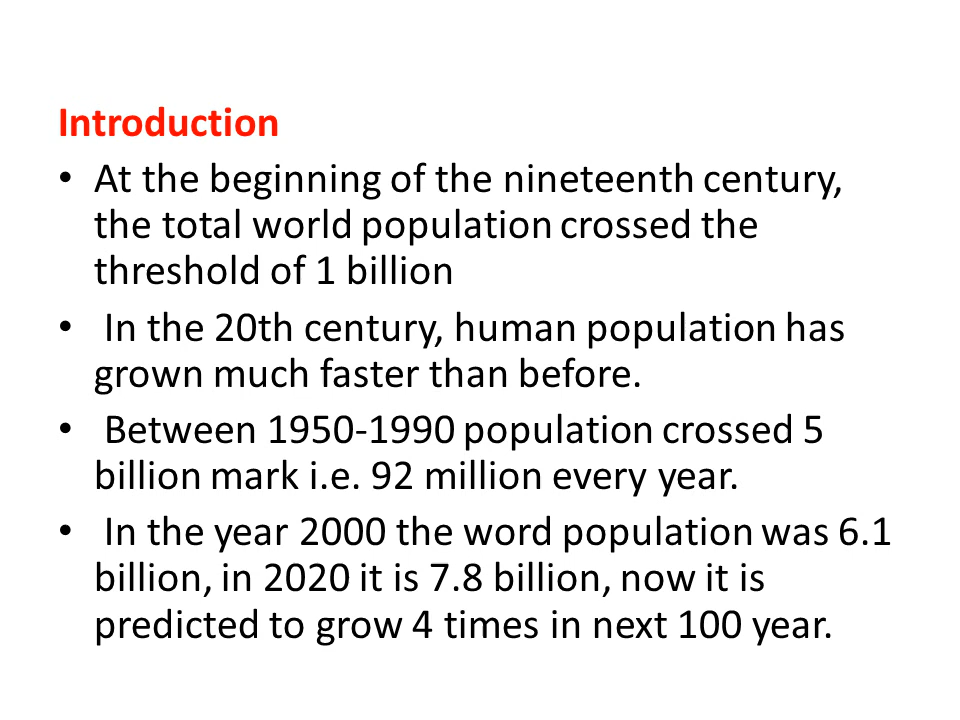 Introduction
• At the beginning of the nineteenth century,
the total world population crossed the
threshold of 1 billion
• In the 20th century, human population has
grown much faster than before.
• Between 1950-1990 population crossed 5
billion mark i.e. 92 million every year.
• In the year 2000 the word population was 6.1
billion, in 2020 it is 7.8 billion, now it is
predicted to grow 4 times in next 100 year.